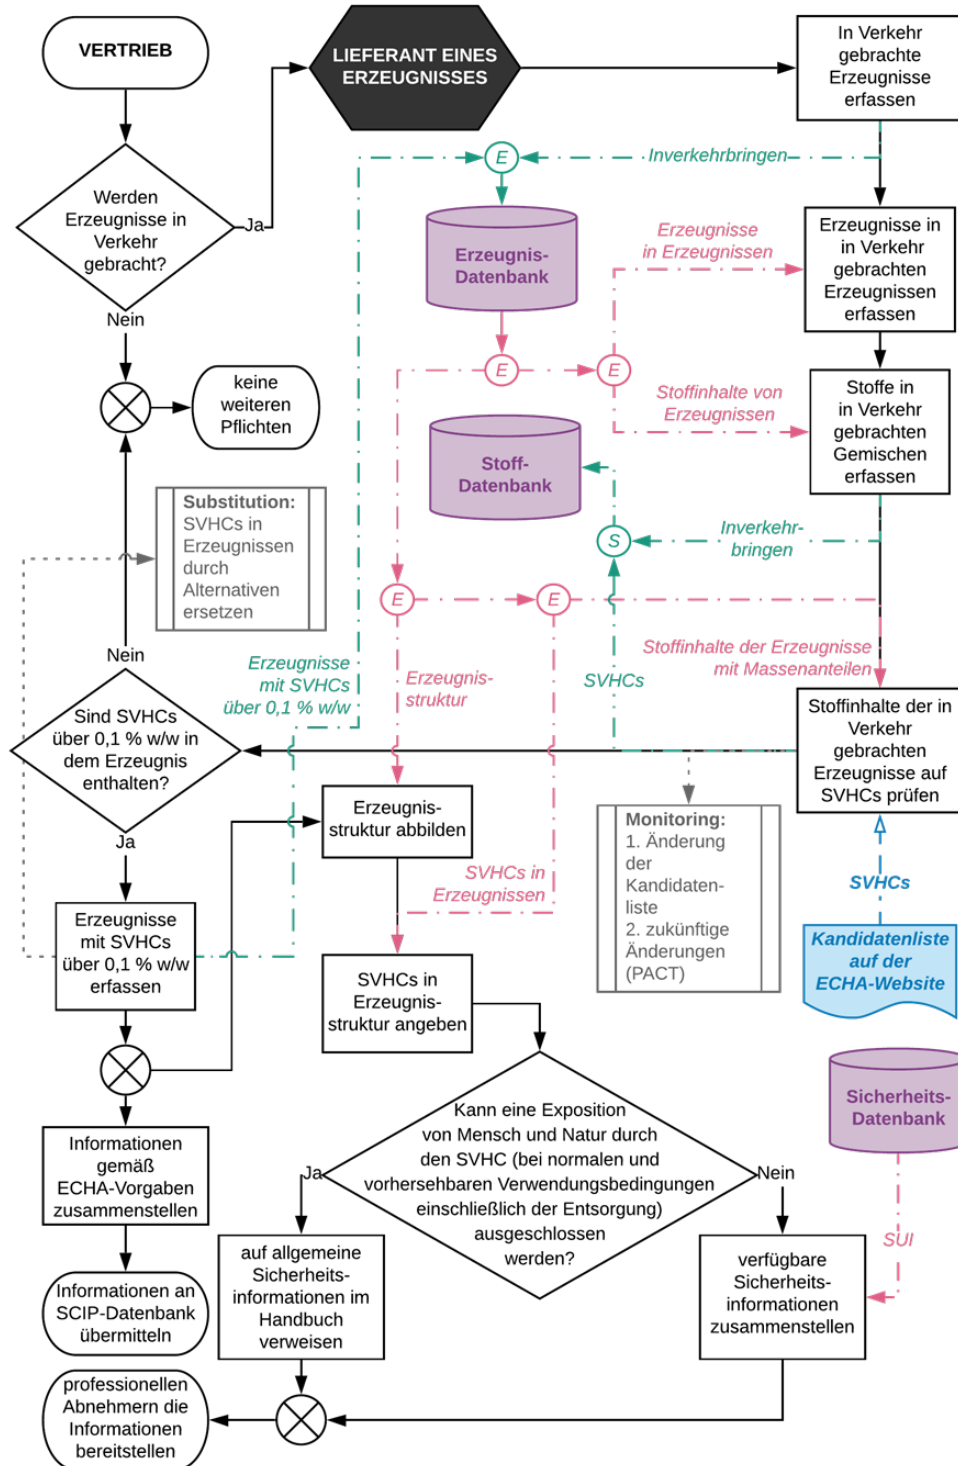 VERTRIEB
LIEFERANT EINES
ERZEUGNISSES
In Verkehr
gebrachte
Erzeugnisse
erfassen
E
Inverkehrbringen
Werden
Erzeugnisse in
Verkehr
gebracht?
Ja
Nein
Erzeugnis-
Datenbank
Erzeugnisse
in Erzeugnissen
Erzeugnisse in
in Verkehr
gebrachten
Erzeugnissen
erfassen
E
E
keine
weiteren
Pflichten
Stoffinhalte von
Erzeugnissen
Stoffe in
in Verkehr
gebrachten
Gemischen
erfassen
Stoff-
Datenbank
Substitution:
SVHCs in
Erzeugnissen
durch
Alternativen
ersetzen
S
Inverkehr-
bringen
E
E
Nein
Erzeugnisse
mit SVHCs
über 0,1 % w/w
Erzeugnis-
struktur
SVHCs
Stoffinhalte der Erzeugnisse
mit Massenanteilen
Sind SVHCs
über 0,1 % w/w in
dem Erzeugnis
enthalten?
Stoffinhalte der in
Verkehr
gebrachten
Erzeugnisse auf
SVHCs prüfen
Ja
Erzeugnis-
struktur abbilden
Monitoring:
1. Änderung
der
Kandidaten-
liste
2. zukünftige
Änderungen
(PACT)
SVHCs in
Erzeugnissen
SVHCs
Kandidatenliste
auf der
ECHA-Website
Erzeugnisse
mit SVHCs
über 0,1 % w/w
erfassen
SVHCs in
Erzeugnis-
struktur angeben
Sicherheits-
Datenbank
Kann eine Exposition
von Mensch und Natur durch
den SVHC (bei normalen und
vorhersehbaren Verwendungsbedingungen
einschließlich der Entsorgung)
ausgeschlossen
werden?
Ja
Nein
Informationen
gemäß
ECHA-Vorgaben
zusammenstellen
SUI
auf allgemeine
Sicherheits-
informationen im
Handbuch
verweisen
verfügbare
Sicherheits-
informationen
zusammenstellen
Informationen an
SCIP-Datenbank
übermitteln
professionellen
Abnehmern die
Informationen
bereitstellen